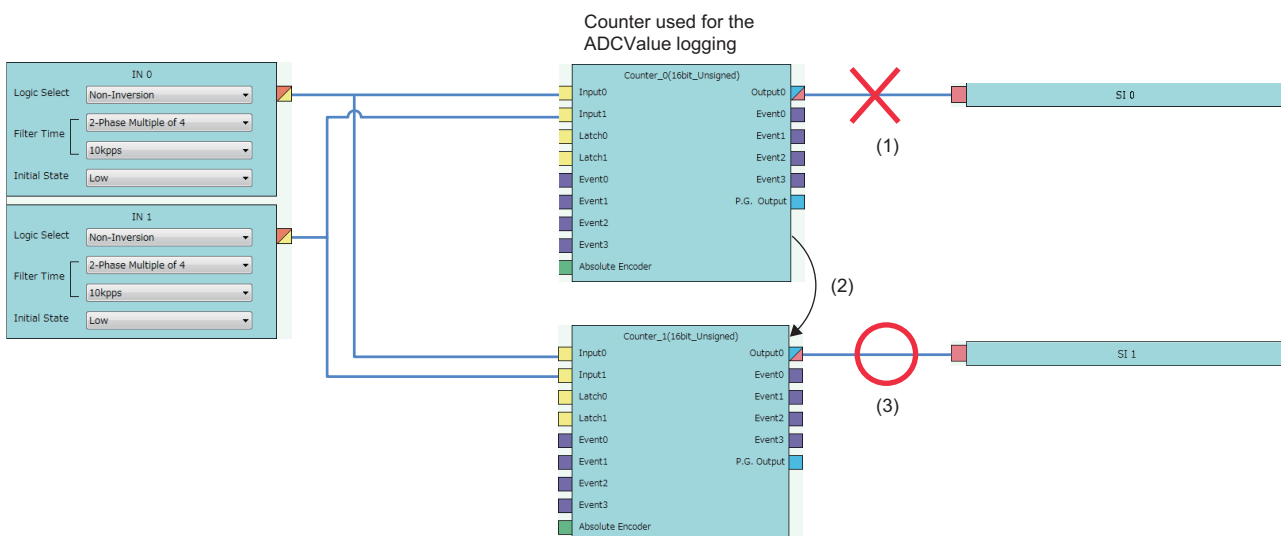 Counter used for the
ADCValue logging
IN 0
Logic Select
Non-Inversion
Filter Time
2-Phase Multiple of 4
10kpps
Initial State
Low
IN 1
Logic Select
Non-Inversion
Filter Time
2-Phase Multiple of 4
10kpps
Initial State
Low
Counter_0(16bit_Unsigned)
Input0 Output0
Input1 Event0
Latch0 Event1
Latch1 Event2
Event0 Event3
Event1 P.G. Output
Event2
Event3
Absolute Encoder
(1)
SI 0
(2)
Counter_1(16bit_Unsigned)
Input0 Output0
Input1 Event0
Latch0 Event1
Latch1 Event2
Event0 Event3
Event1 P.G. Output
Event2
Event3
Absolute Encoder
(3)
SI 1